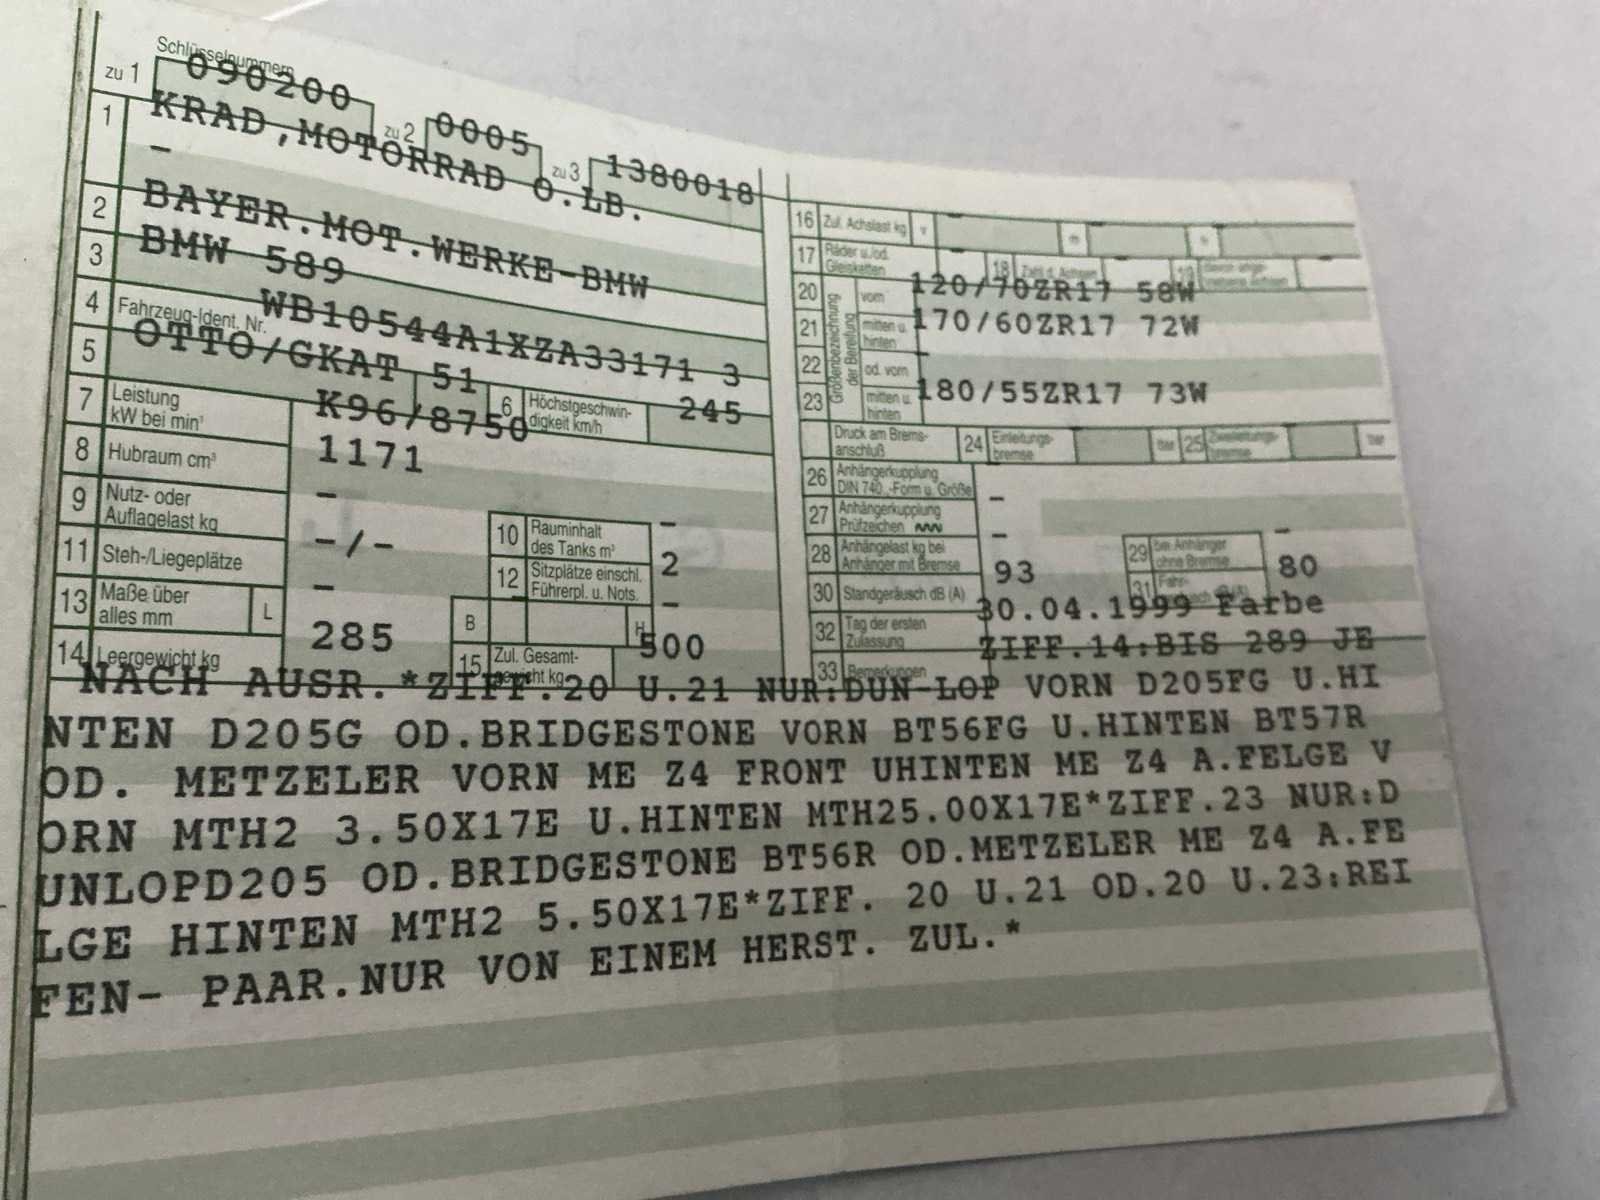 Schlüsselnummern
zu 1 090200 zu 2 0005 zu 3 1380018
1 KRAD,MOTORRAD O.LB.
-
2 BAYER.MOT.WERKE-BMW
3 BMW 589
4 Fahrzeug-Ident. Nr. WB10544A1XZA33171 3
5 OTTO/GKAT 51 6 Höchstgeschwindigkeit km/h 245
7 Leistung kW bei min¹ K96/8750
8 Hubraum cm³ 1171
9 Nutz- oder Auflagelast kg - 10 Rauminhalt des Tanks m³ -
11 Steh-/Liegeplätze -/- 12 Sitzplätze einschl. Führerpl. u. Nots. 2
13 Maße über alles mm L - B H -
14 Leergewicht kg 285 15 Zul. Gesamtgewicht kg 500
16 Zul. Achslast kg v - m h -
17 Räder u./od. Gleisketten - 18 Zahl d. Achsen 19
20 Größenbezeichnung der Bereifung vorn 120/70ZR17 58W
21 mitten u. hinten 170/60ZR17 72W
22 od. vorn -
23 mitten u. hinten 180/55ZR17 73W
Druck am Bremsanschluß 24 Einleitungsbremse bar 25 Zweileitungsbremse bar
26 Anhängerkupplung DIN 740..-Form u. Größe -
27 Anhängerkupplung Prüfzeichen -
28 Anhängelast kg bei Anhänger mit Bremse - 29 bei Anhänger ohne Bremse -
30 Standgeräusch dB (A) 93 31 Fahrgeräusch dB(A) 80
32 Tag der ersten Zulassung 30.04.1999 Farbe
33 Bemerkungen ZIFF.14:BIS 289 JE
NACH AUSR.*ZIFF.20 U.21 NUR:DUN-LOP VORN D205FG U.HI
NTEN D205G OD.BRIDGESTONE VORN BT56FG U.HINTEN BT57R
OD. METZELER VORN ME Z4 FRONT UHINTEN ME Z4 A.FELGE V
ORN MTH2 3.50X17E U.HINTEN MTH25.00X17E*ZIFF.23 NUR:D
UNLOPD205 OD.BRIDGESTONE BT56R OD.METZELER ME Z4 A.FE
LGE HINTEN MTH2 5.50X17E*ZIFF. 20 U.21 OD.20 U.23:REI
FEN- PAAR.NUR VON EINEM HERST. ZUL.*